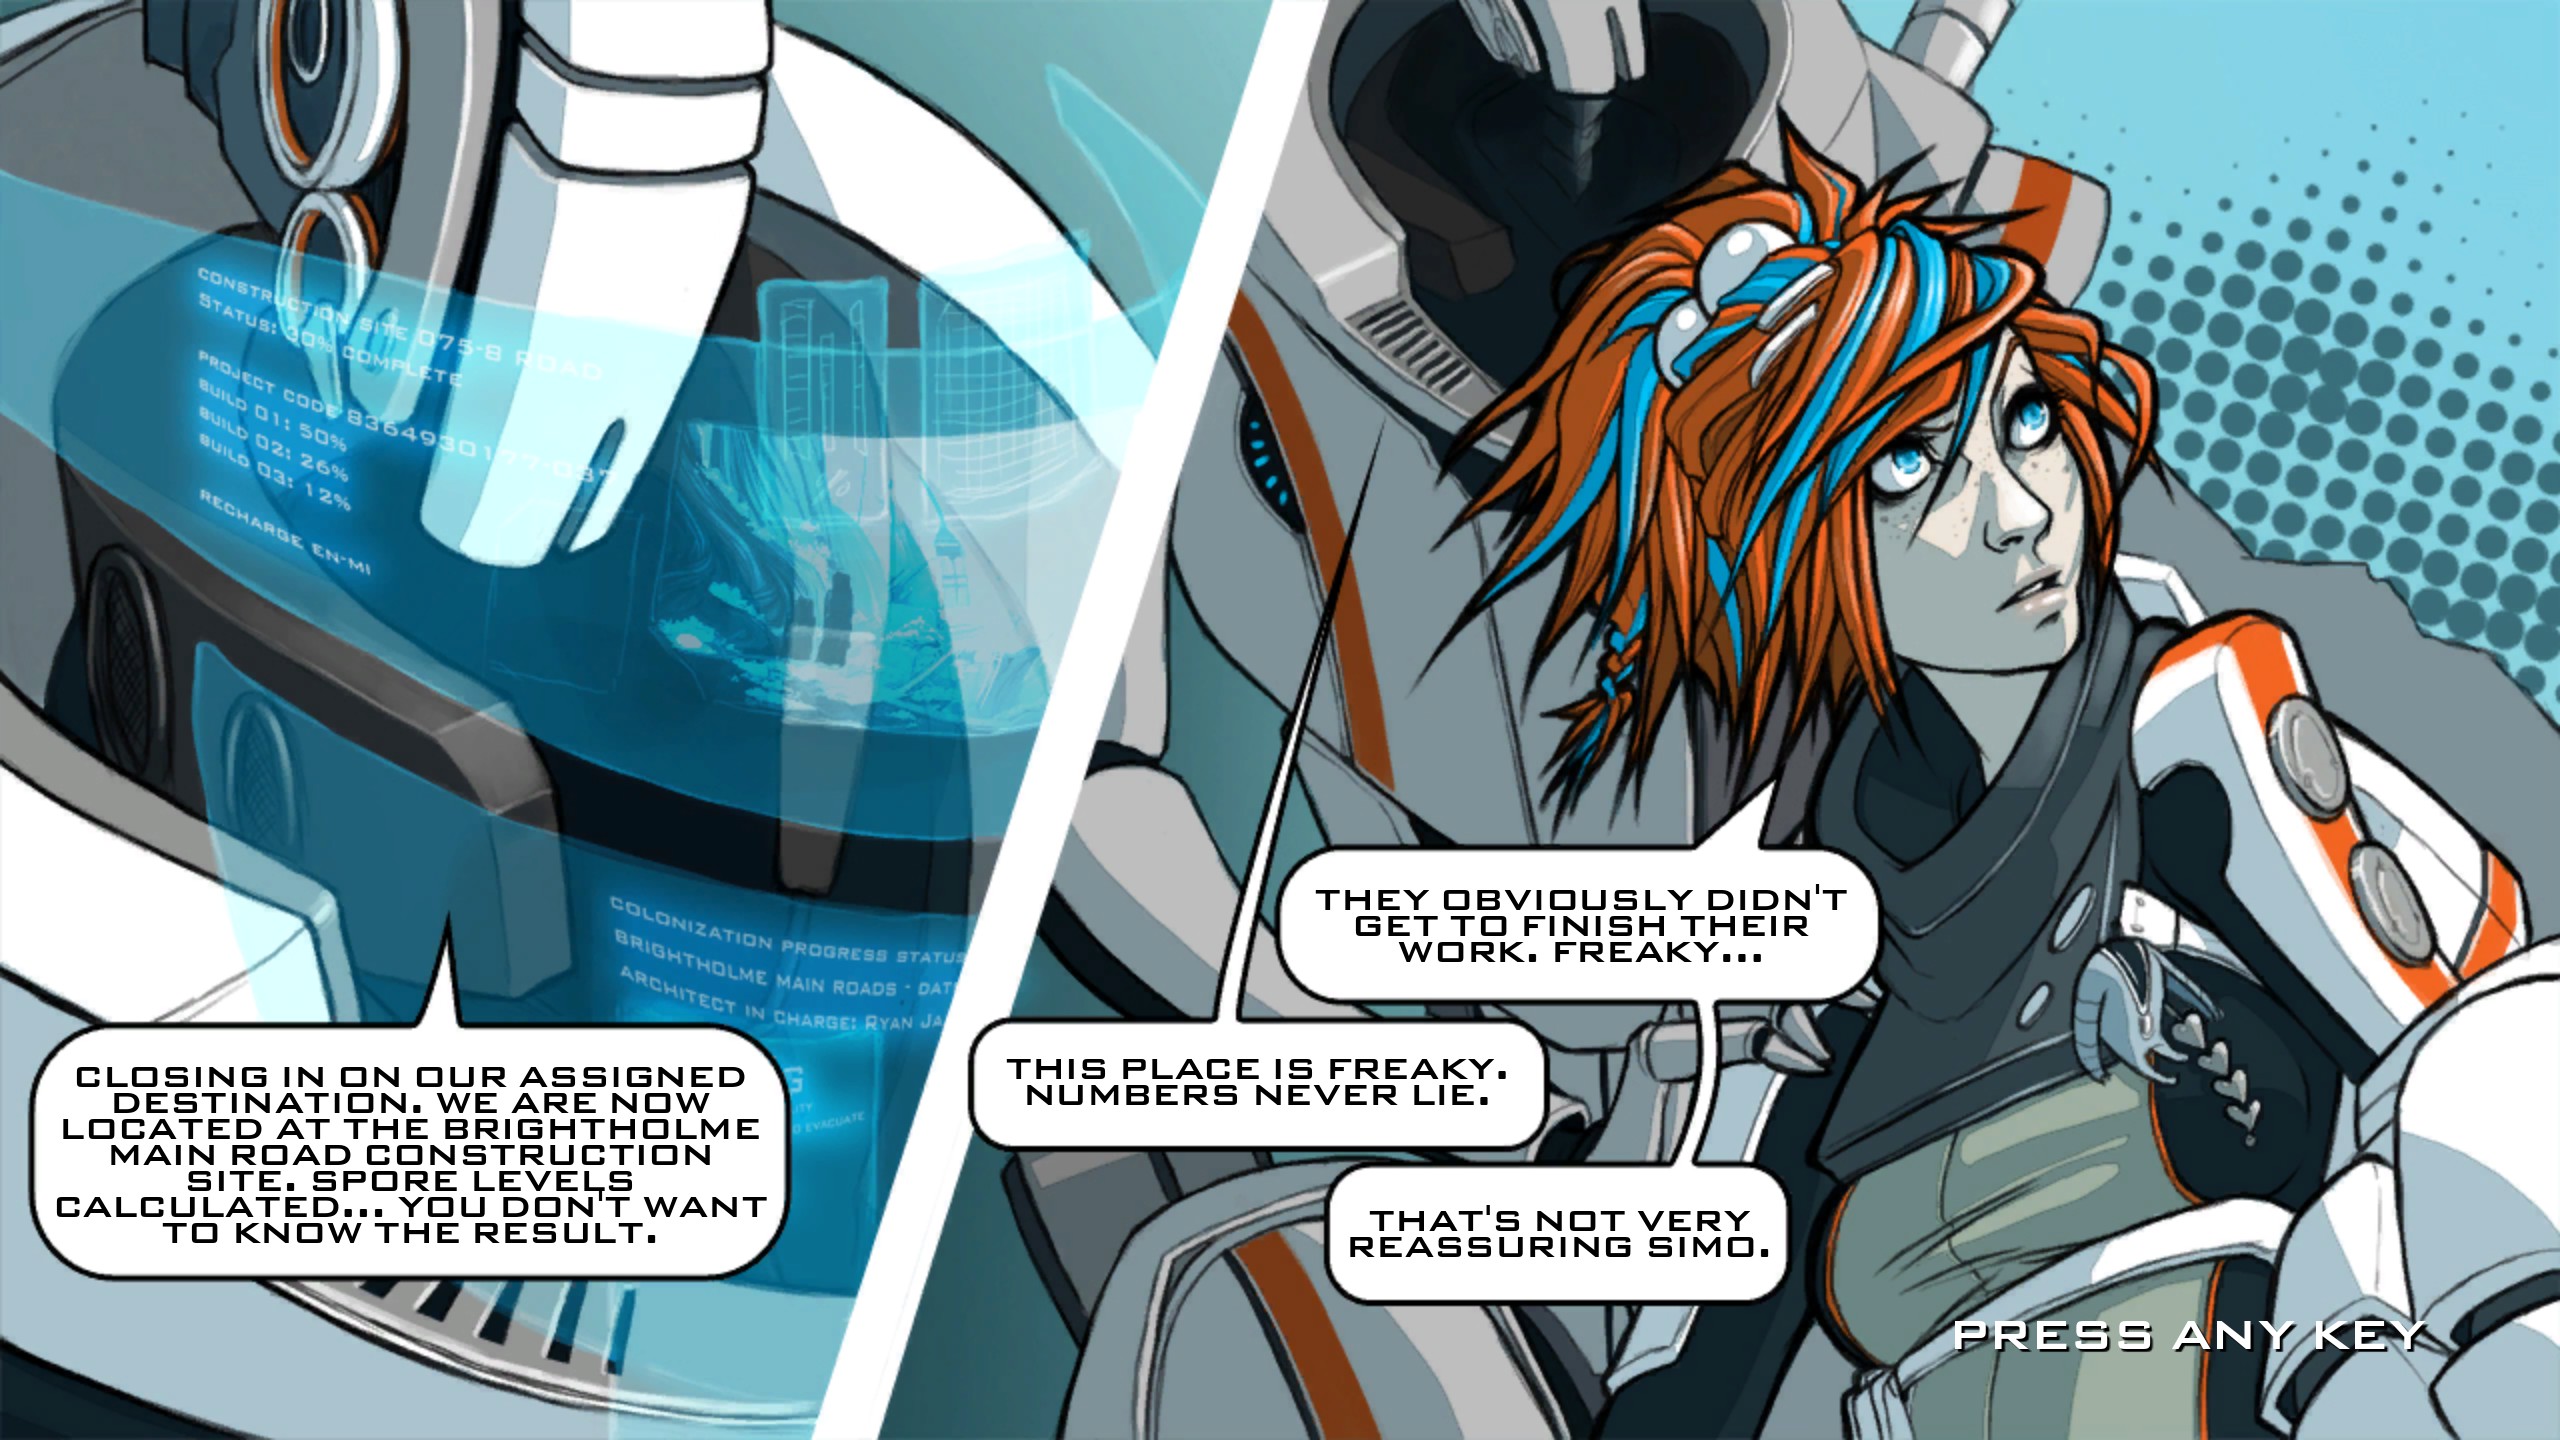 CONSTRUCTION SITE 075-8 ROAD
STATUS: 30% COMPLETE
PROJECT CODE 8364930177-037
BUILD 01: 50%
BUILD 02: 26%
BUILD 03: 12%
RECHARGE EN-MI
COLONIZATION PROGRESS STATUS
BRIGHTHOLME MAIN ROADS - DAT
ARCHITECT IN CHARGE: RYAN JA
EVACUATE
CLOSING IN ON OUR ASSIGNED
DESTINATION. WE ARE NOW
LOCATED AT THE BRIGHTHOLME
MAIN ROAD CONSTRUCTION
SITE. SPORE LEVELS
CALCULATED... YOU DON'T WANT
TO KNOW THE RESULT.
THEY OBVIOUSLY DIDN'T
GET TO FINISH THEIR
WORK. FREAKY...
THIS PLACE IS FREAKY.
NUMBERS NEVER LIE.
THAT'S NOT VERY
REASSURING SIMO.
PRESS ANY KEY